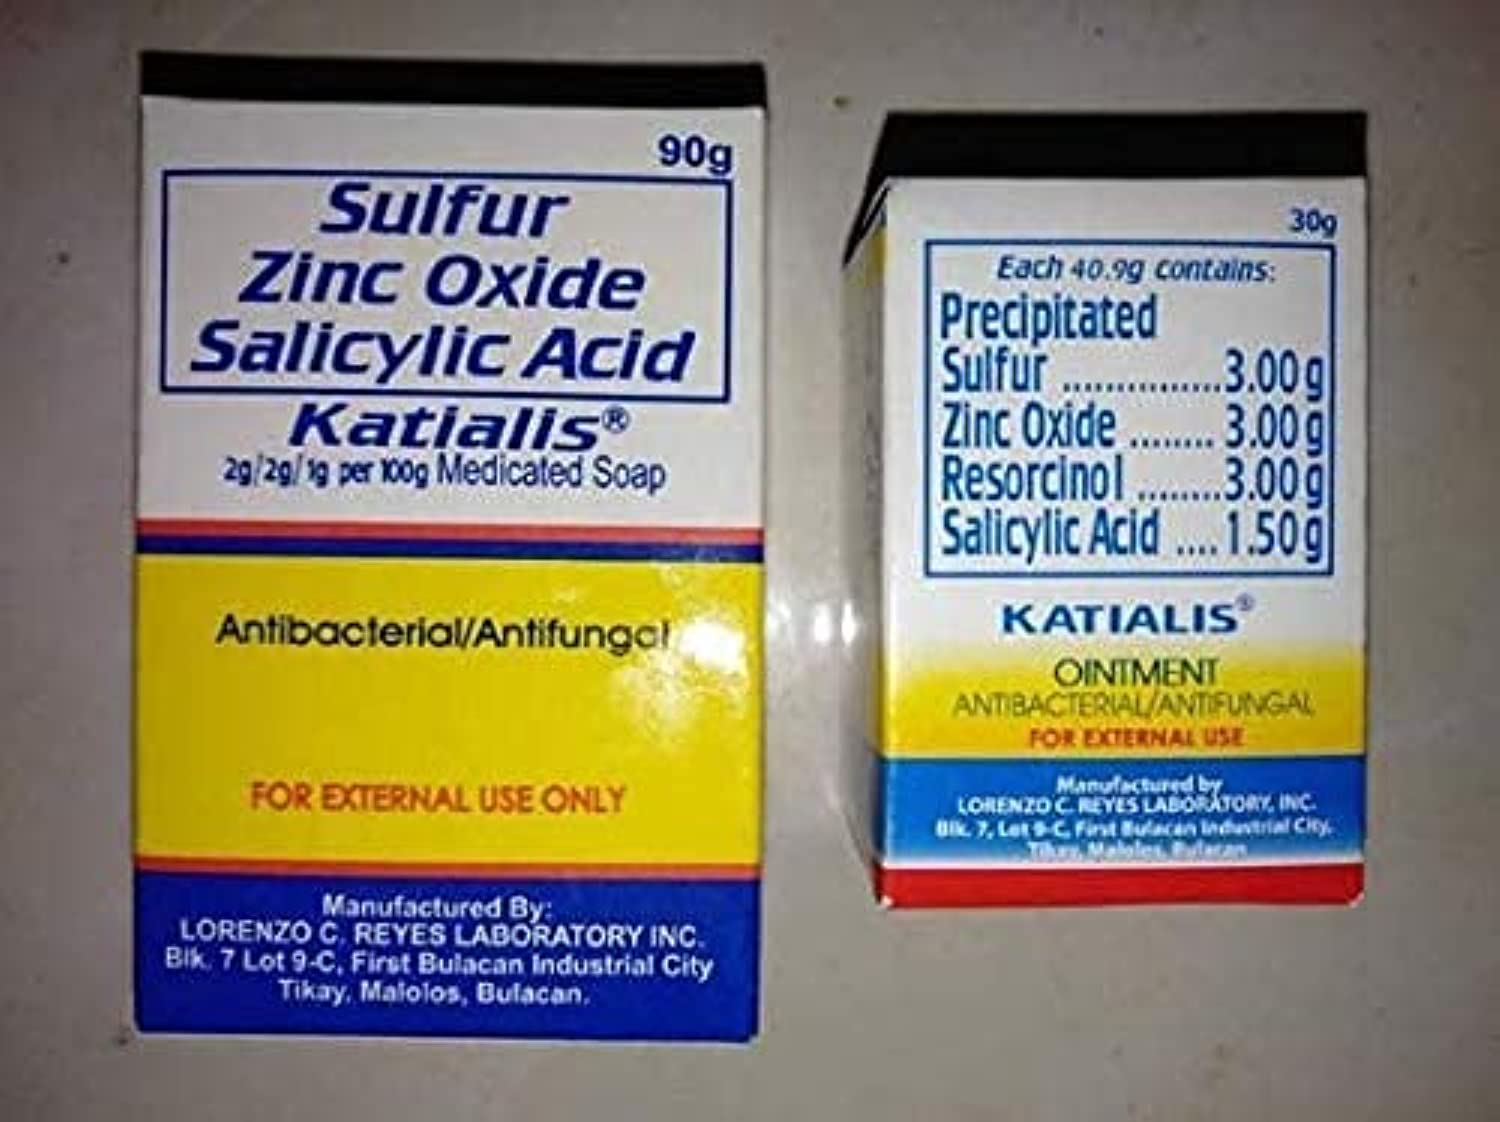 90g
Sulfur
Zinc Oxide
Salicylic Acid
Katialis®
2g/2g/1g per 100g Medicated Soap
Antibacterial/Antifungal
FOR EXTERNAL USE ONLY
Manufactured By:
LORENZO C. REYES LABORATORY INC.
Blk. 7 Lot 9-C, First Bulacan Industrial City
Tikay, Malolos, Bulacan.
30g
Each 40.9g contains:
Precipitated
Sulfur ................3.00g
Zinc Oxide ........ 3.00g
Resorcinol ........3.00g
Salicylic Acid .... 1.50g
KATIALIS®
OINTMENT
ANTIBACTERIAL/ANTIFUNGAL
FOR EXTERNAL USE
Manufactured by
LORENZO C. REYES LABORATORY, INC.
Blk. 7, Lot 9-C, First Bulacan Industrial City,
Tikay, Malolos, Bulacan